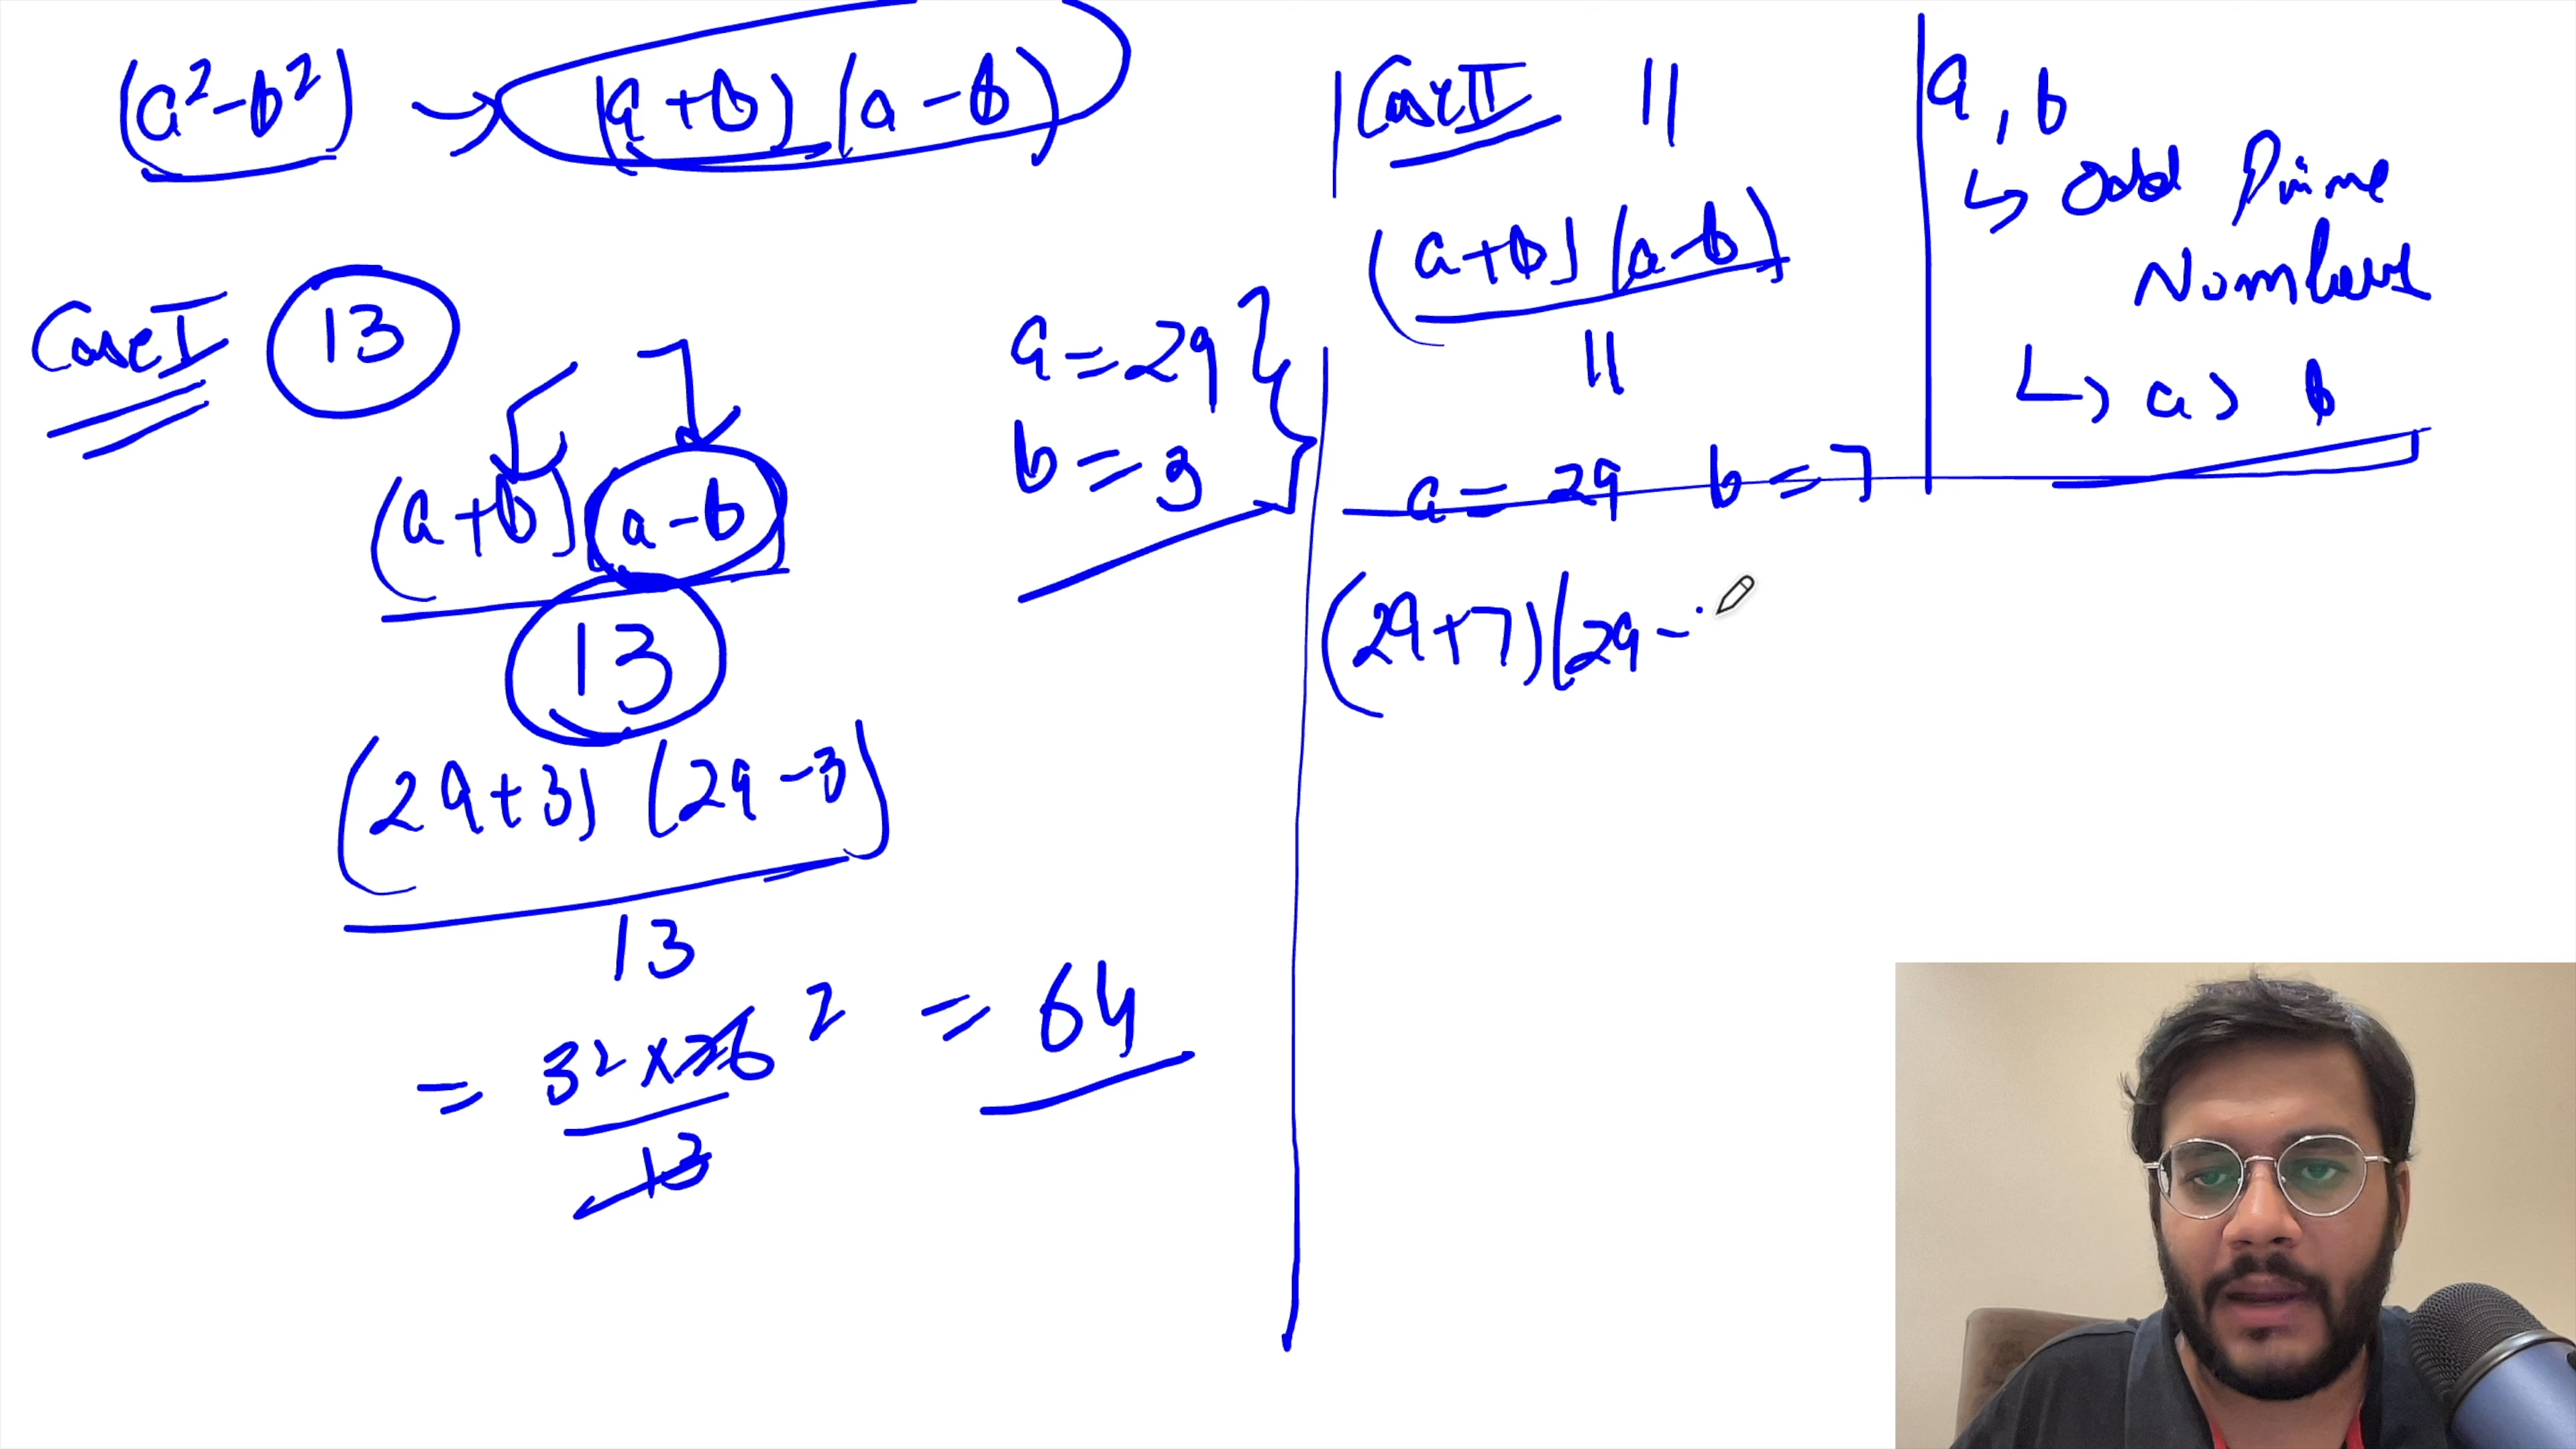 (a²-b²) → (a+b) (a-b)
Case I 13
(a+b) (a-b)
13
a = 29
b = 3
(29+3) (29-3)
13
= 32 x 26 2 = 64
13
Case II 11
(a+b) (a-b)
11
a = 29 b = 7
(29+7) (29-
a, b
↳ Odd Prime
Numbers
↳ a > b